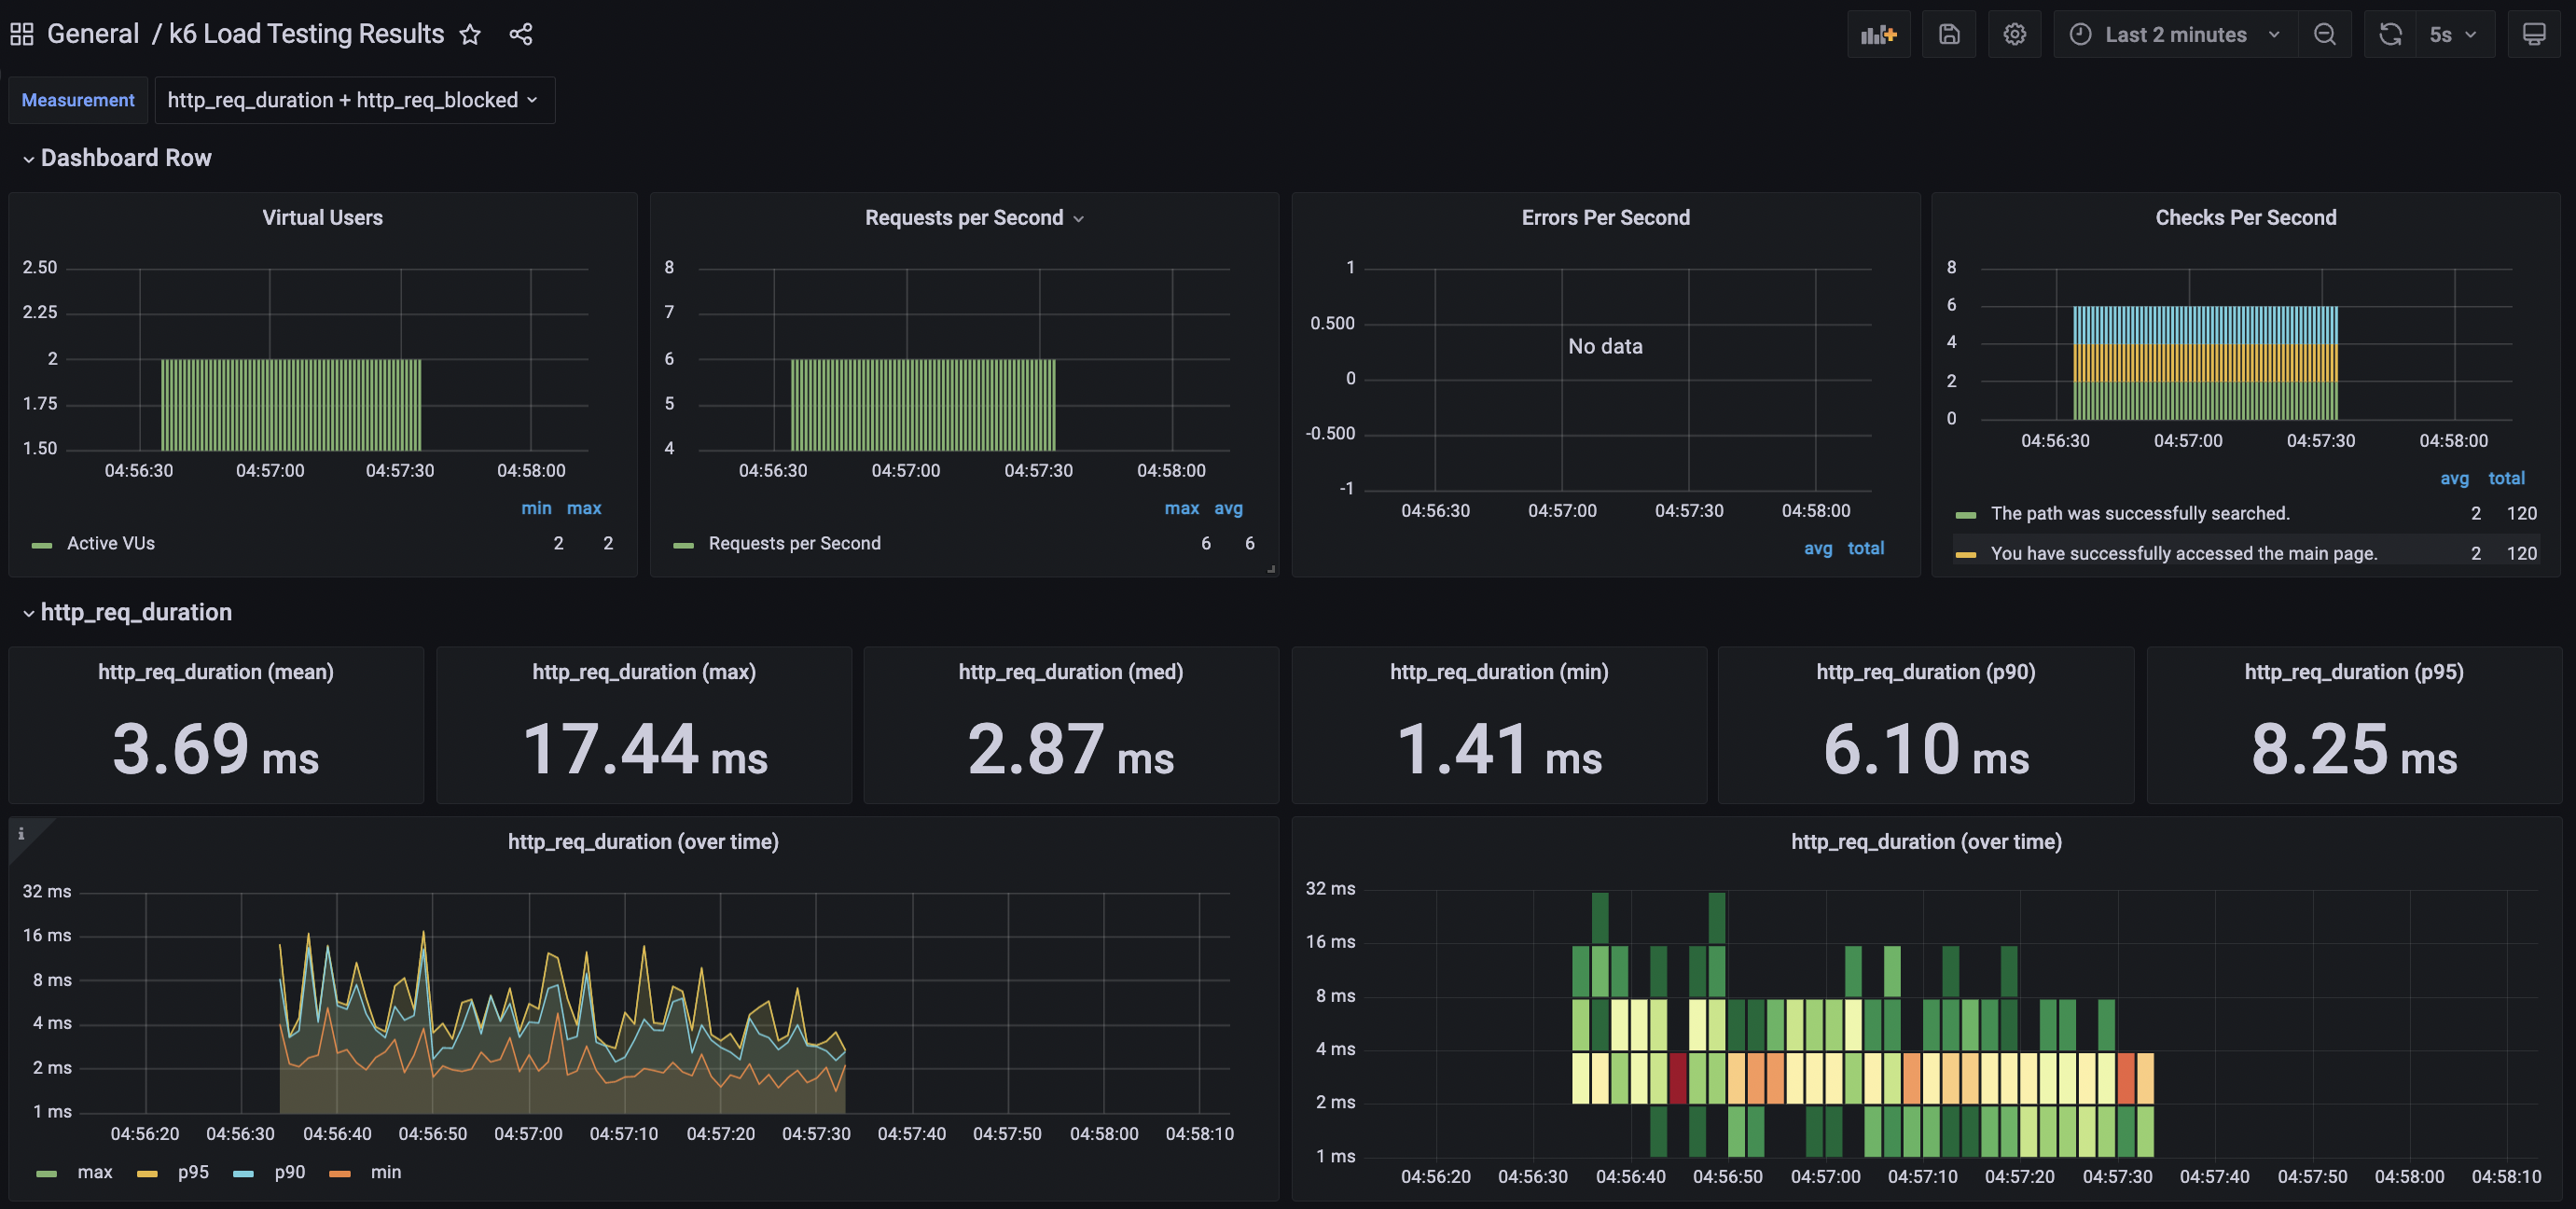 General / k6 Load Testing Results
Last 2 minutes
5s
Measurement
http_req_duration + http_req_blocked
Dashboard Row
Virtual Users
2.50
2.25
2
1.75
1.50
04:56:30 04:57:00 04:57:30 04:58:00
min max
Active VUs 2 2
Requests per Second
8
7
6
5
4
04:56:30 04:57:00 04:57:30 04:58:00
max avg
Requests per Second 6 6
Errors Per Second
1
0.500
0
-0.500
-1
No data
04:56:30 04:57:00 04:57:30 04:58:00
avg total
Checks Per Second
8
6
4
2
0
04:56:30 04:57:00 04:57:30 04:58:00
avg total
The path was successfully searched. 2 120
You have successfully accessed the main page. 2 120
http_req_duration
http_req_duration (mean)
3.69 ms
http_req_duration (max)
17.44 ms
http_req_duration (med)
2.87 ms
http_req_duration (min)
1.41 ms
http_req_duration (p90)
6.10 ms
http_req_duration (p95)
8.25 ms
i
http_req_duration (over time)
32 ms
16 ms
8 ms
4 ms
2 ms
1 ms
04:56:20 04:56:30 04:56:40 04:56:50 04:57:00 04:57:10 04:57:20 04:57:30 04:57:40 04:57:50 04:58:00 04:58:10
max p95 p90 min
http_req_duration (over time)
32 ms
16 ms
8 ms
4 ms
2 ms
1 ms
04:56:20 04:56:30 04:56:40 04:56:50 04:57:00 04:57:10 04:57:20 04:57:30 04:57:40 04:57:50 04:58:00 04:58:10